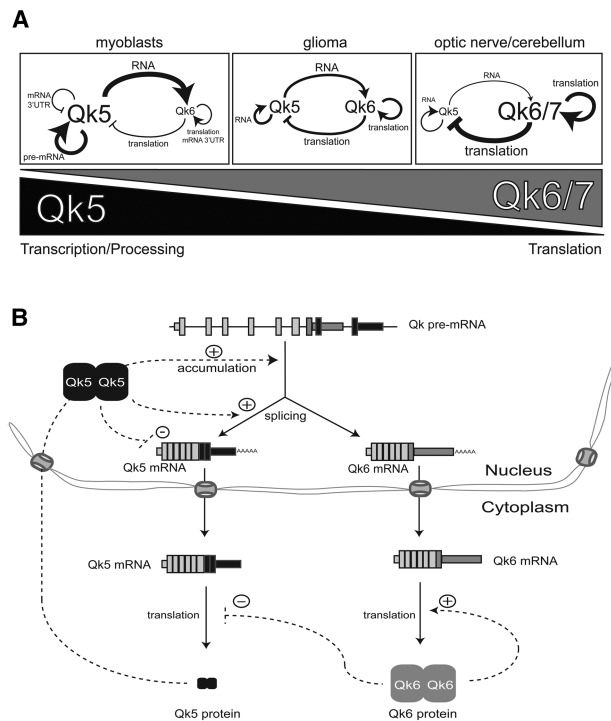 A
myoblasts
glioma
optic nerve/cerebellum
RNA
mRNA
3'UTR
Qk5
Qk6
pre-mRNA
translation
translation
mRNA 3'UTR
RNA
RNA
Qk5
Qk6
translation
translation
RNA
RNA
Qk5
Qk6/7
translation
translation
Qk5
Qk6/7
Transcription/Processing
Translation
B
Qk pre-mRNA
+
accumulation
Qk5 Qk5
+
splicing
-
AAAAA
AAAAA
Qk5 mRNA
Qk6 mRNA
Nucleus
Cytoplasm
Qk5 mRNA
Qk6 mRNA
translation
-
translation
+
Qk6 Qk6
Qk5 protein
Qk6 protein